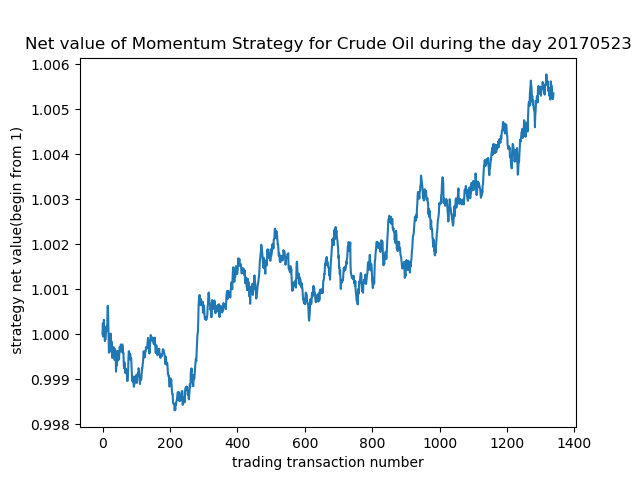 Net value of Momentum Strategy for Crude Oil during the day 20170523
1.006
1.005
1.004
1.003
1.002
1.001
1.000
0.999
0.998
strategy net value(begin from 1)
0 200 400 600 800 1000 1200 1400
trading transaction number